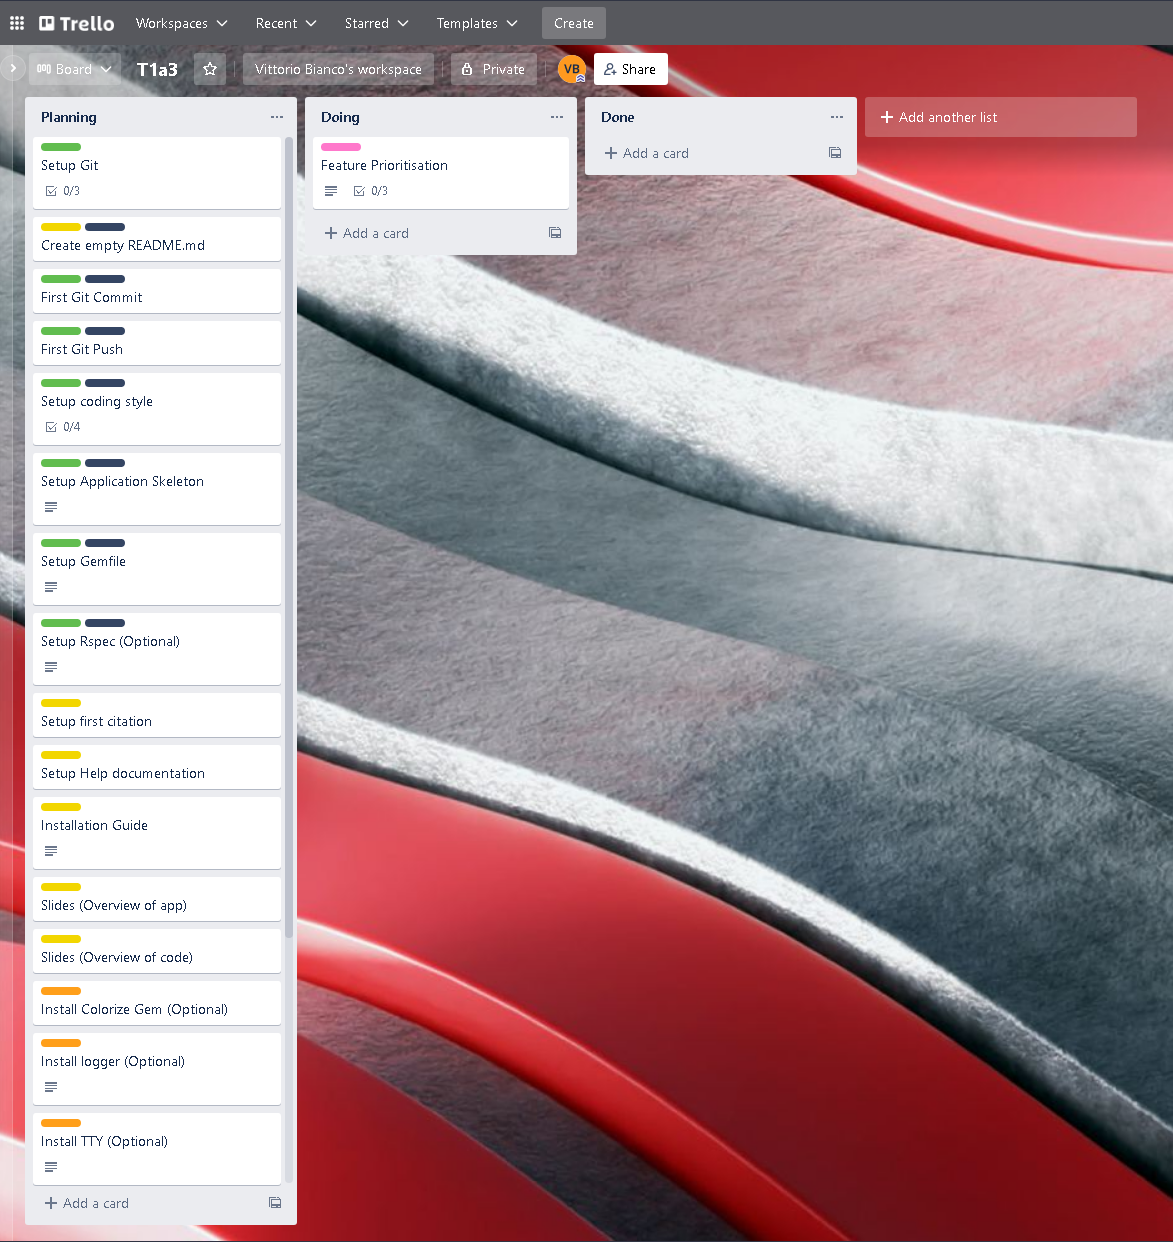 Trello Workspaces Recent Starred Templates Create
Board T1a3 Vittorio Bianco's workspace Private VB Share
Planning
Setup Git
0/3
Create empty README.md
First Git Commit
First Git Push
Setup coding style
0/4
Setup Application Skeleton
Setup Gemfile
Setup Rspec (Optional)
Setup first citation
Setup Help documentation
Installation Guide
Slides (Overview of app)
Slides (Overview of code)
Install Colorize Gem (Optional)
Install logger (Optional)
Install TTY (Optional)
Add a card
Doing
Feature Prioritisation
0/3
Add a card
Done
Add a card
Add another list